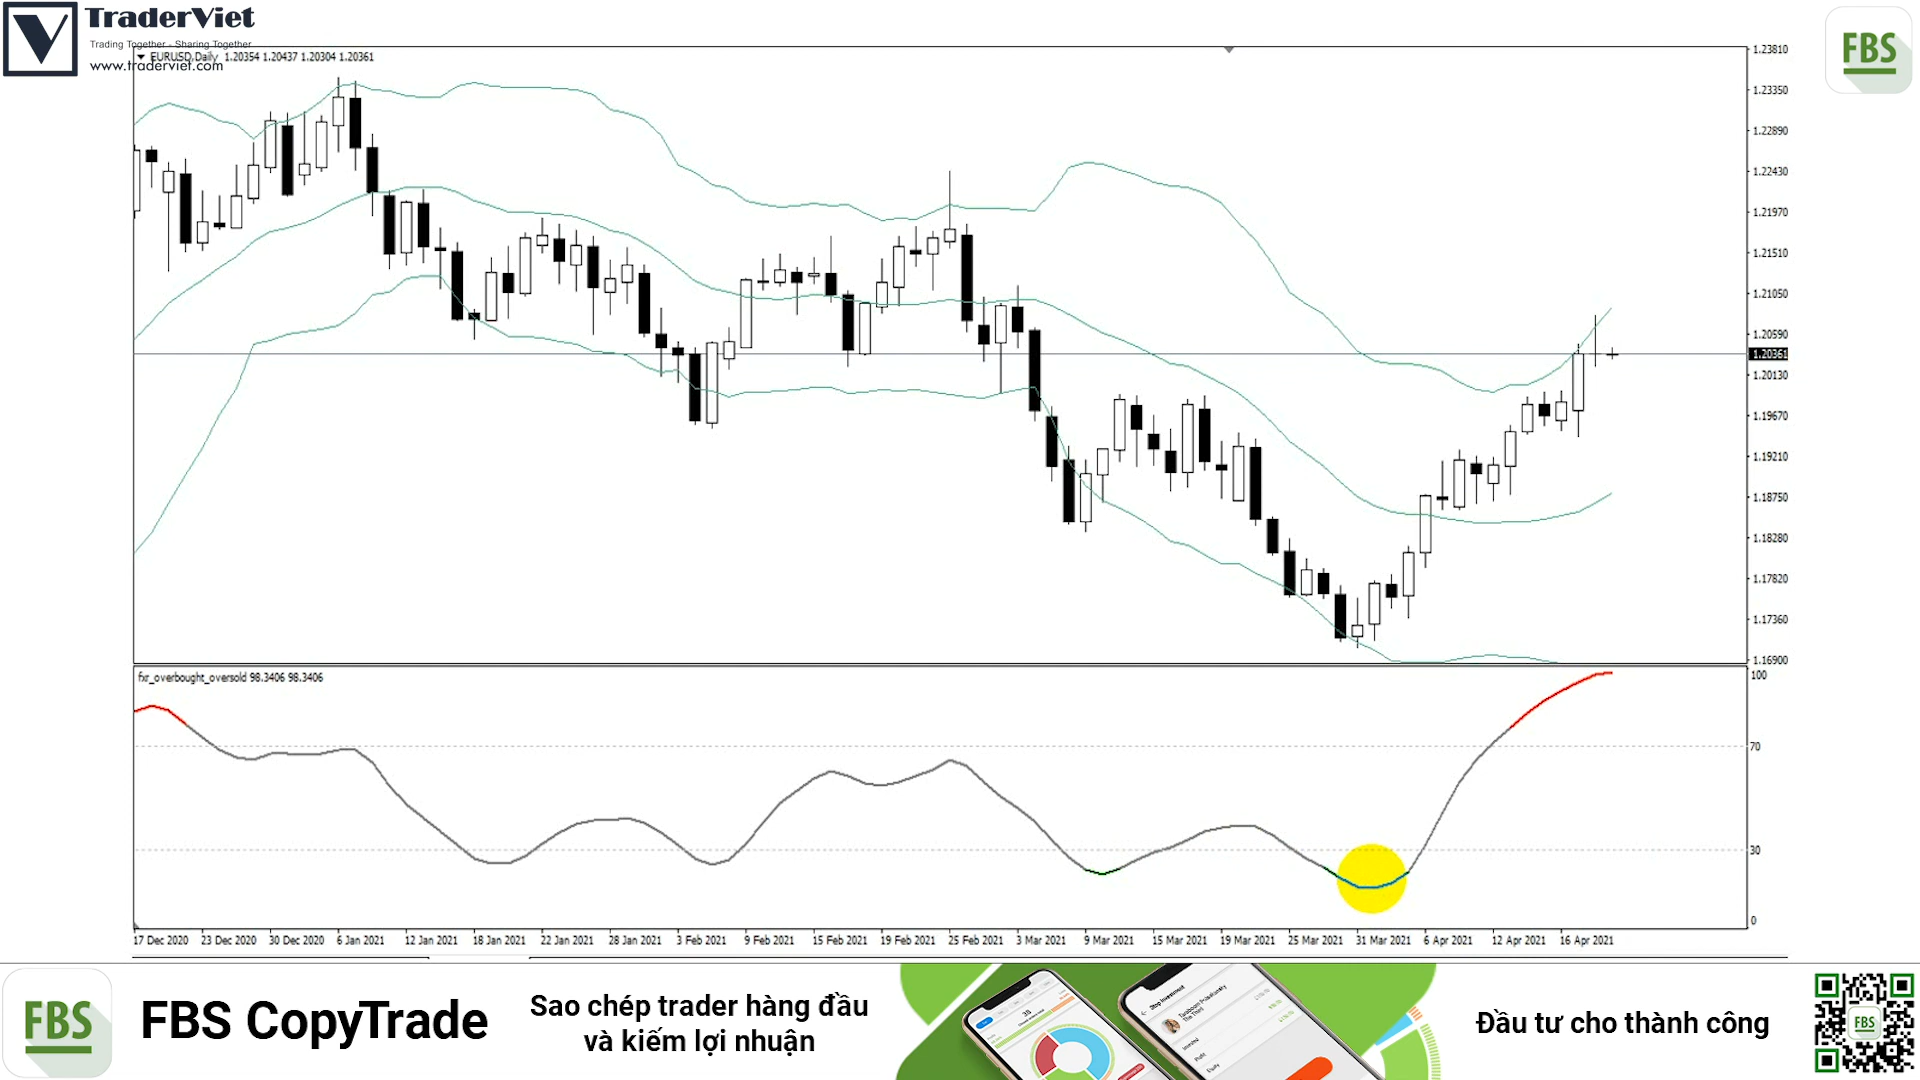 TraderViet
Trading Together - Sharing Together
www.traderviet.com
EURUSD,Daily 1.20354 1.20437 1.20304 1.20361
FBS
1.23810
1.23350
1.22890
1.22430
1.21970
1.21510
1.21050
1.20590
1.20361
1.20130
1.19670
1.19210
1.18750
1.18280
1.17820
1.17360
1.16900
fxr_overbought_oversold 98.3406 98.3406
100
70
30
0
17 Dec 2020 23 Dec 2020 30 Dec 2020 6 Jan 2021 12 Jan 2021 18 Jan 2021 22 Jan 2021 28 Jan 2021 3 Feb 2021 9 Feb 2021 15 Feb 2021 19 Feb 2021 25 Feb 2021 3 Mar 2021 9 Mar 2021 15 Mar 2021 19 Mar 2021 25 Mar 2021 31 Mar 2021 6 Apr 2021 12 Apr 2021 16 Apr 2021
FBS
FBS CopyTrade
Sao chép trader hàng đầu
và kiếm lợi nhuận
Stop Investment
The Third
Profit
Equity
Đầu tư cho thành công
FBS